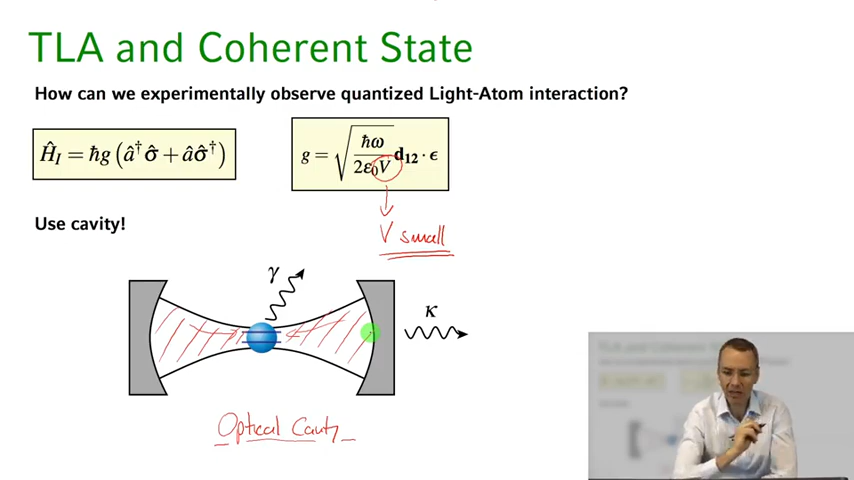 TLA and Coherent State
How can we experimentally observe quantized Light-Atom interaction?
Ĥ_I = ħg(â†σ̂ + âσ̂†)
g = √(ħω / 2ε₀V) d₁₂ · ϵ
Use cavity!
V small
γ
κ
Optical Cavity